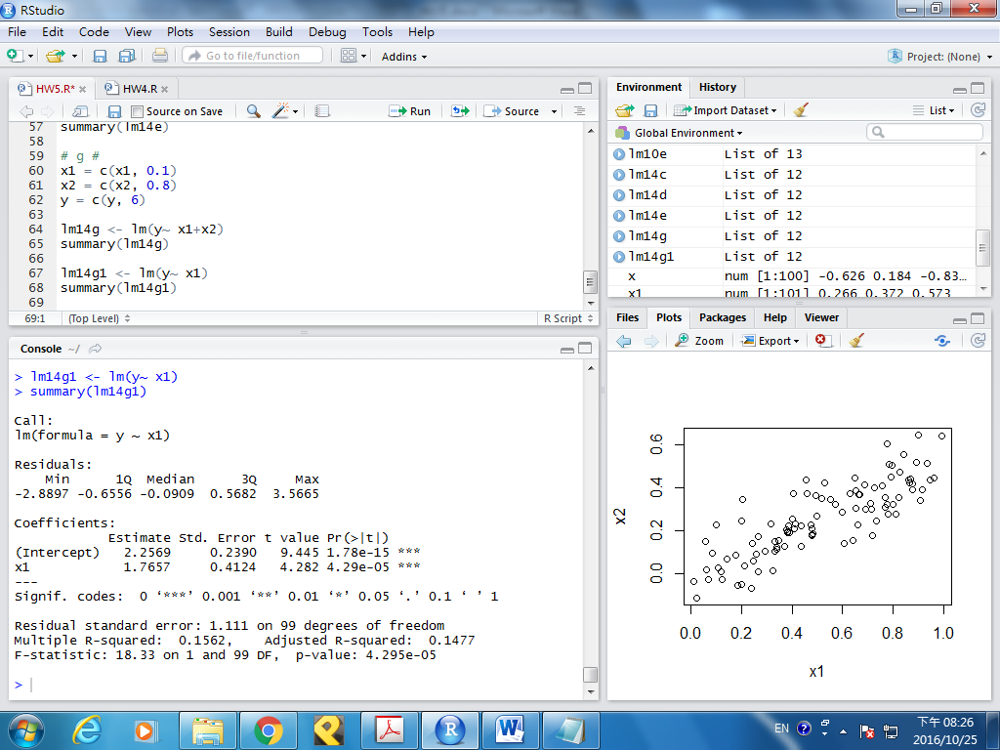 RStudio
File Edit Code View Plots Session Build Debug Tools Help
Go to file/function Addins Project: (None)
HW5.R* HW4.R
Source on Save Run Source
57 summary(lm14e)
58
59 # g #
60 x1 = c(x1, 0.1)
61 x2 = c(x2, 0.8)
62 y = c(y, 6)
63
64 lm14g <- lm(y~ x1+x2)
65 summary(lm14g)
66
67 lm14g1 <- lm(y~ x1)
68 summary(lm14g1)
69
69:1 (Top Level) R Script
Console ~/
> lm14g1 <- lm(y~ x1)
> summary(lm14g1)
Call:
lm(formula = y ~ x1)
Residuals:
Min 1Q Median 3Q Max
-2.8897 -0.6556 -0.0909 0.5682 3.5665
Coefficients:
Estimate Std. Error t value Pr(>|t|)
(Intercept) 2.2569 0.2390 9.445 1.78e-15 ***
x1 1.7657 0.4124 4.282 4.29e-05 ***
---
Signif. codes: 0 ‘***’ 0.001 ‘**’ 0.01 ‘*’ 0.05 ‘.’ 0.1 ‘ ’ 1
Residual standard error: 1.111 on 99 degrees of freedom
Multiple R-squared: 0.1562, Adjusted R-squared: 0.1477
F-statistic: 18.33 on 1 and 99 DF, p-value: 4.295e-05
>
Environment History
Import Dataset List
Global Environment
lm10e List of 13
lm14c List of 12
lm14d List of 12
lm14e List of 12
lm14g List of 12
lm14g1 List of 12
x num [1:100] -0.626 0.184 -0.83...
x1 num [1:101] 0.266 0.372 0.573
Files Plots Packages Help Viewer
Zoom Export
x2
0.6
0.4
0.2
0.0
0.0 0.2 0.4 0.6 0.8 1.0
x1
EN 下午 08:26
2016/10/25